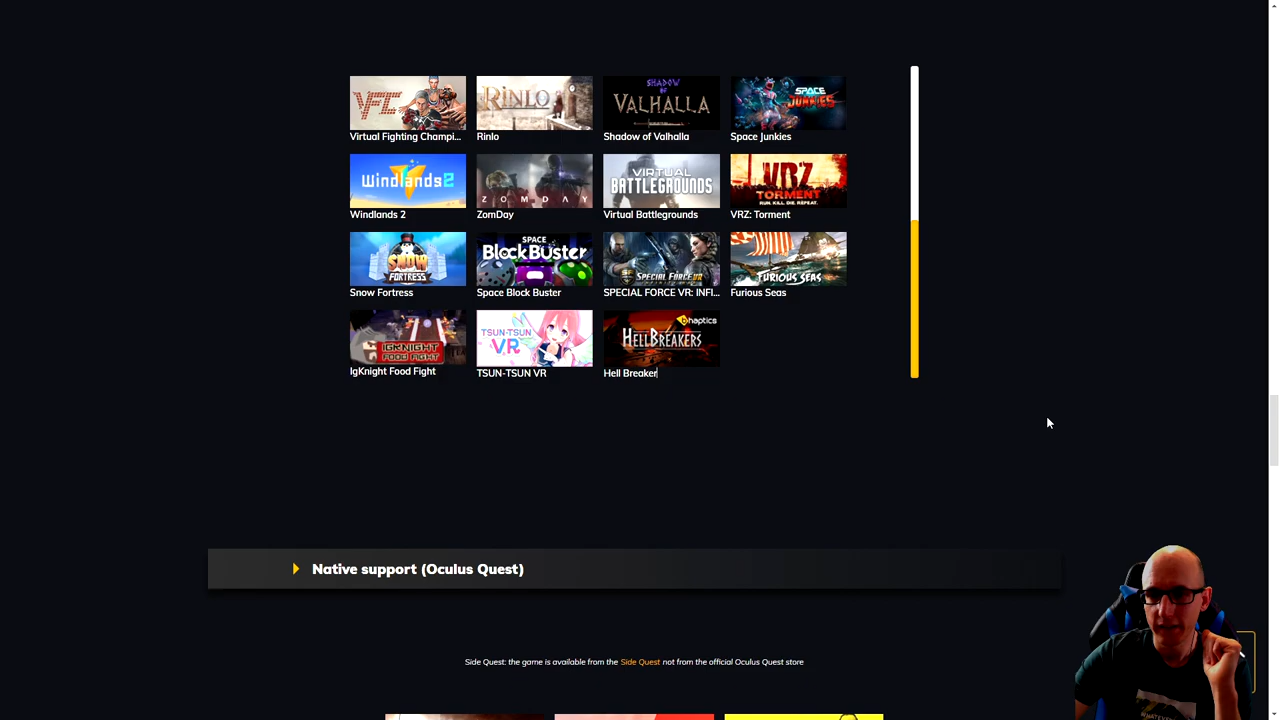 VFC
RINLO
SHADOW OF VALHALLA
SPACE JUNKIES
Virtual Fighting Champi...
Rinlo
Shadow of Valhalla
Space Junkies
Windlands2
ZOMDAY
VIRTUAL BATTLEGROUNDS
VRZ TORMENT
RUN. KILL. DIE. REPEAT.
Windlands 2
ZomDay
Virtual Battlegrounds
VRZ: Torment
SNOW FORTRESS
SPACE BLOCKBUSTER
SPECIAL FORCE VR
FURIOUS SEAS
Snow Fortress
Space Block Buster
SPECIAL FORCE VR: INFI...
Furious Seas
IGKNIGHT FOOD FIGHT
TSUN-TSUN VR
bhaptics
HELLBREAKERS
IgKnight Food Fight
TSUN-TSUN VR
Hell Breaker
Native support (Oculus Quest)
Side Quest: the game is available from the Side Quest not from the official Oculus Quest store